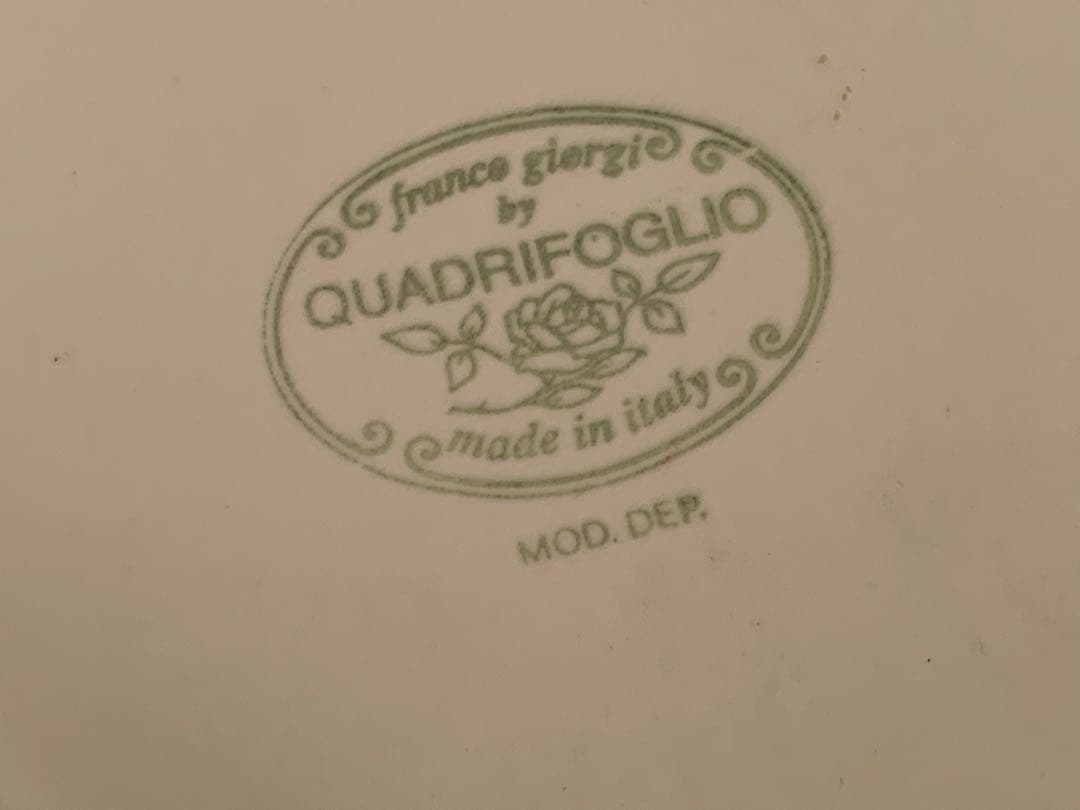 franco giorgi
by
QUADRIFOGLIO
made in italy
MOD. DEP.